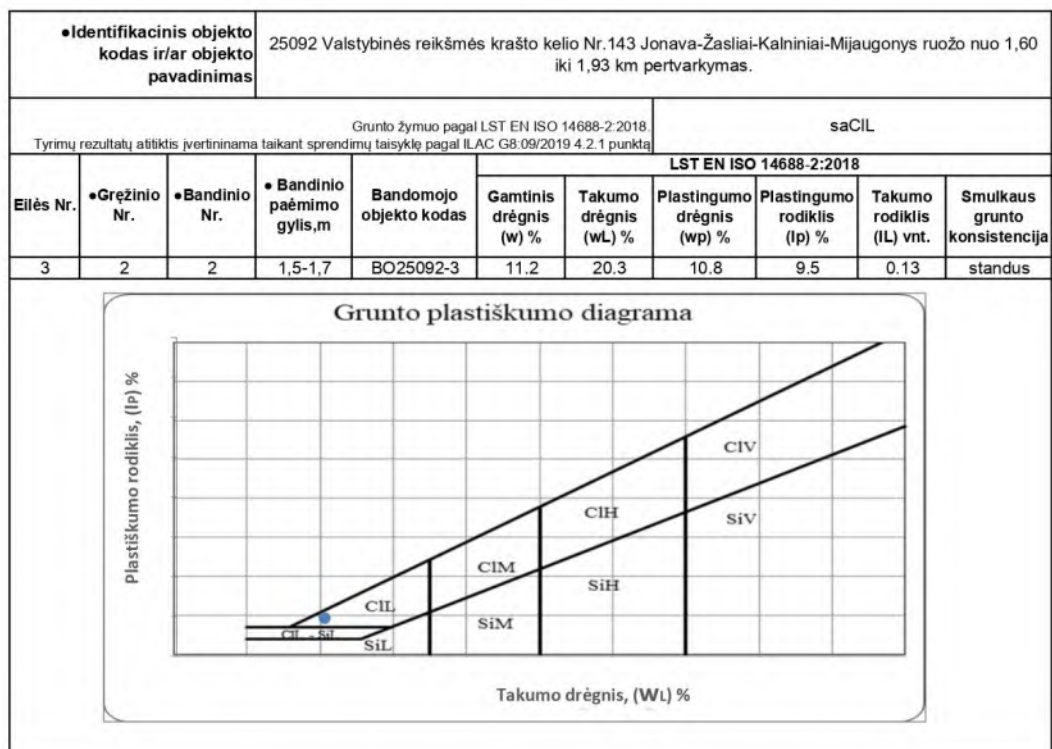 ●Identifikacinis objekto
kodas ir/ar objekto
pavadinimas
25092 Valstybinės reikšmės krašto kelio Nr.143 Jonava-Žasliai-Kalniniai-Mijaugonys ruožo nuo 1,60
iki 1,93 km pertvarkymas.
Grunto žymuo pagal LST EN ISO 14688-2:2018.
Tyrimų rezultatų atitiktis įvertininama taikant sprendimų taisyklę pagal ILAC G8:09/2019 4.2.1 punktą
saClL
LST EN ISO 14688-2:2018
Eilės Nr.
●Gręžinio
Nr.
●Bandinio
Nr.
● Bandinio
paėmimo
gylis,m
Bandomojo
objekto kodas
Gamtinis
drėgnis
(w) %
Takumo
drėgnis
(wL) %
Plastingumo
drėgnis
(wp) %
Plastingumo
rodiklis
(Ip) %
Takumo
rodiklis
(IL) vnt.
Smulkaus
grunto
konsistencija
3 2 2 1,5-1,7 BO25092-3 11.2 20.3 10.8 9.5 0.13 standus
Grunto plastiškumo diagrama
Plastiškumo rodiklis, (IP) %
ClV
ClH
SiV
ClM
SiH
ClL
SiM
ClL - SiL
SiL
Takumo drėgnis, (WL) %